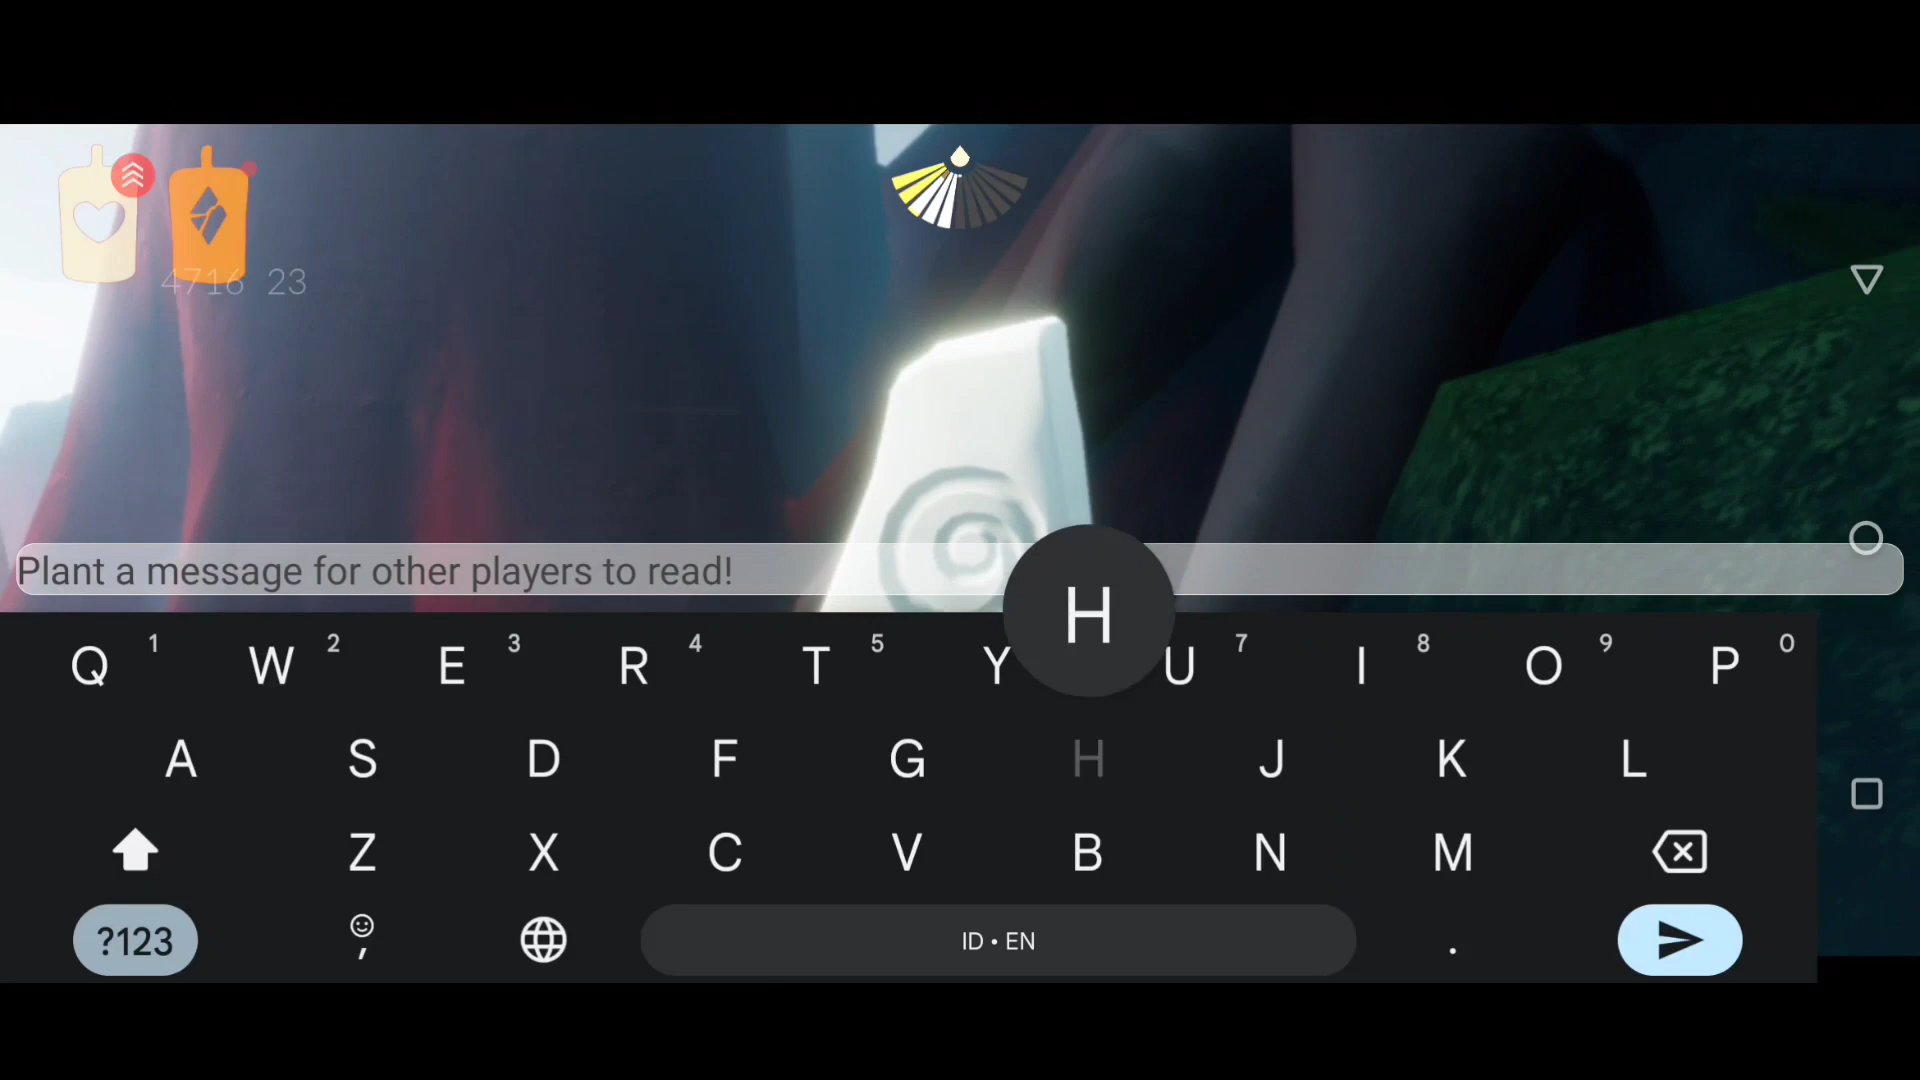 4716 23
Plant a message for other players to read!
H
Q 1 W 2 E 3 R 4 T 5 Y U 7 I 8 O 9 P 0
A S D F G H J K L
Z X C V B N M
?123 , ID • EN .